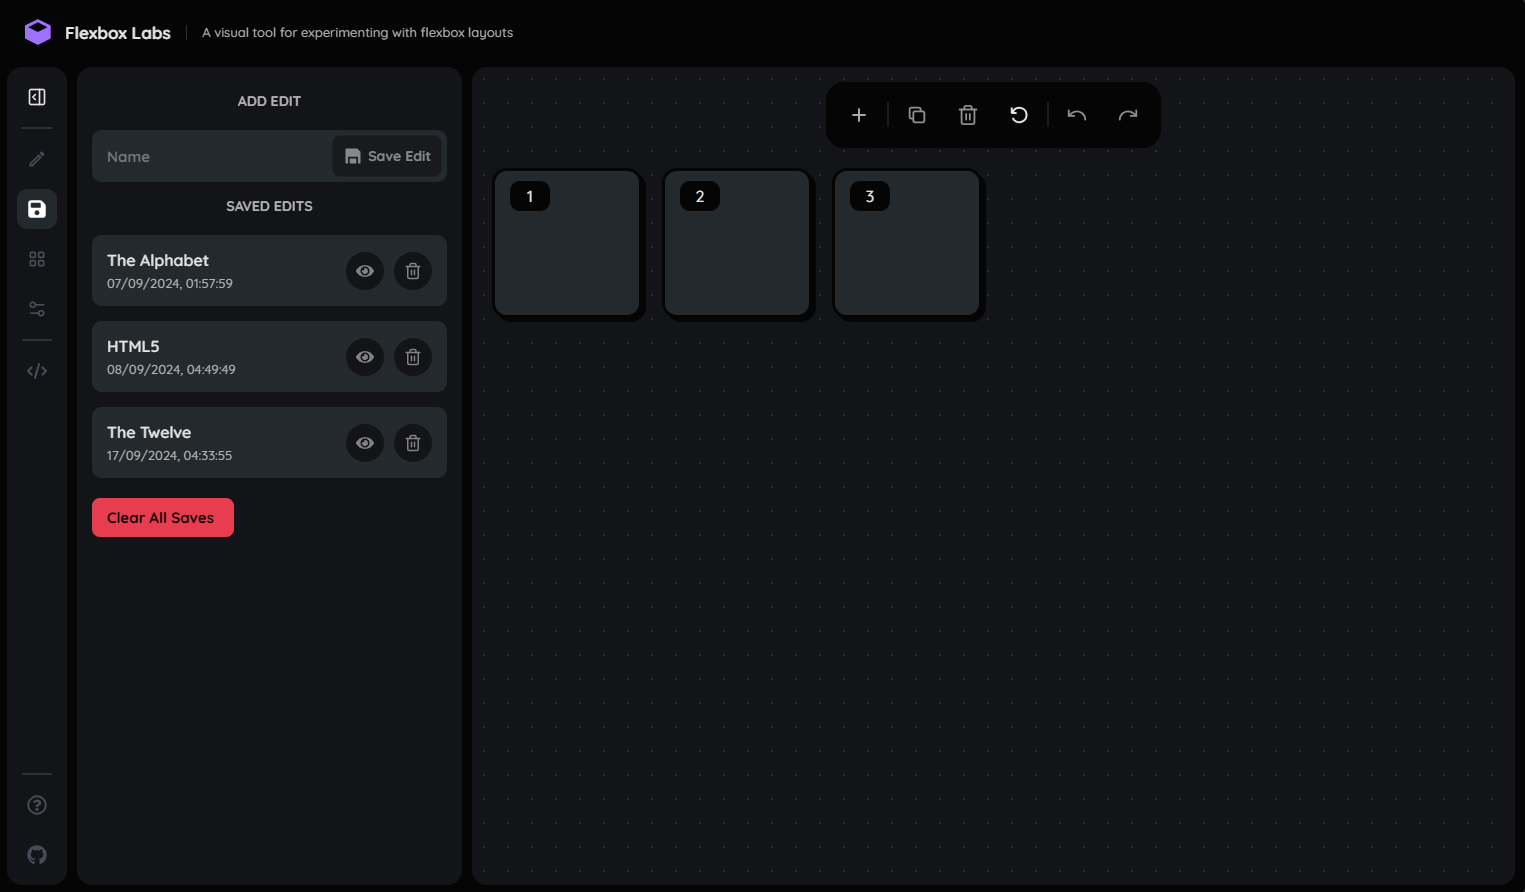 Flexbox Labs
A visual tool for experimenting with flexbox layouts
ADD EDIT
Name
Save Edit
SAVED EDITS
The Alphabet
07/09/2024, 01:57:59
HTML5
08/09/2024, 04:49:49
The Twelve
17/09/2024, 04:33:55
Clear All Saves
1
2
3